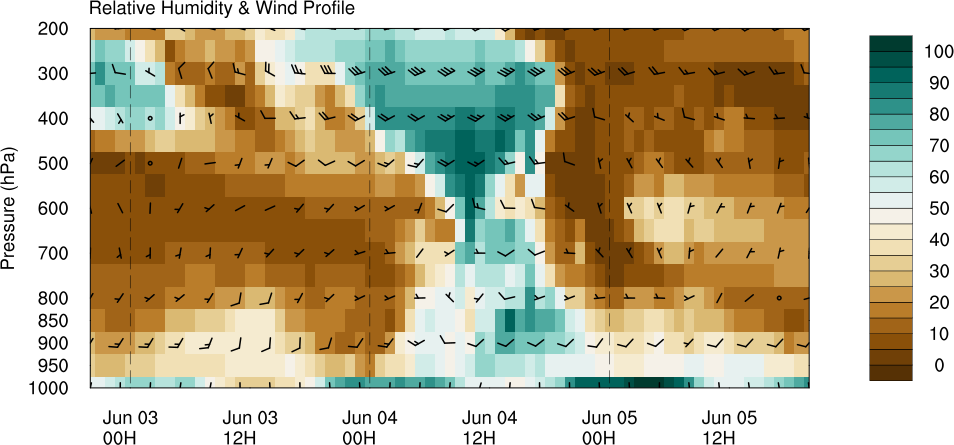 Relative Humidity & Wind Profile
200
300
400
500
600
700
800
850
900
950
1000
Pressure (hPa)
Jun 03
00H
Jun 03
12H
Jun 04
00H
Jun 04
12H
Jun 05
00H
Jun 05
12H
100
90
80
70
60
50
40
30
20
10
0